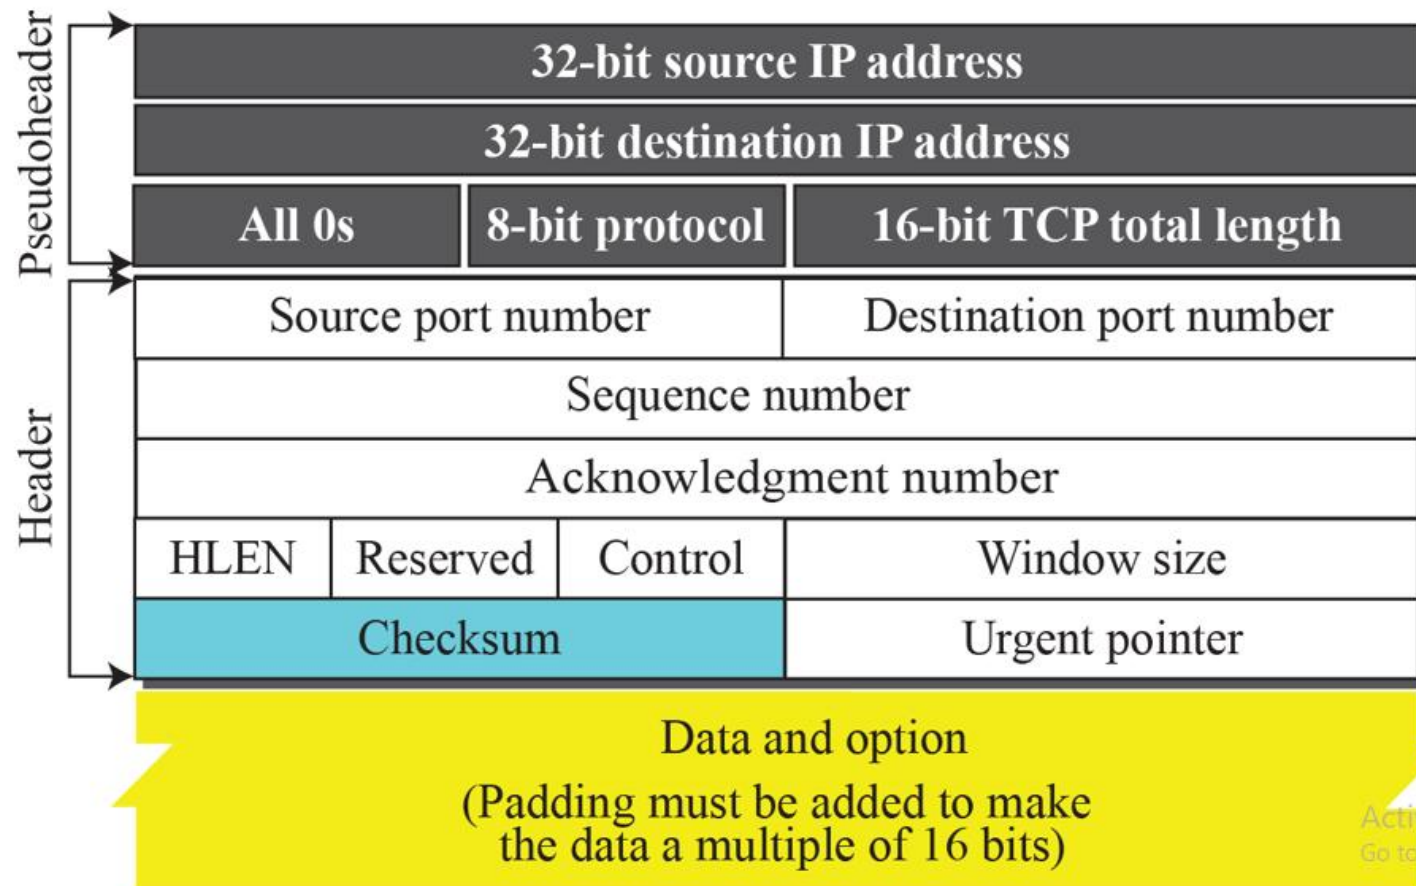 Pseudoheader
32-bit source IP address
32-bit destination IP address
All 0s 8-bit protocol 16-bit TCP total length
Header
Source port number Destination port number
Sequence number
Acknowledgment number
HLEN Reserved Control Window size
Checksum Urgent pointer
Data and option
(Padding must be added to make
the data a multiple of 16 bits)
Go to